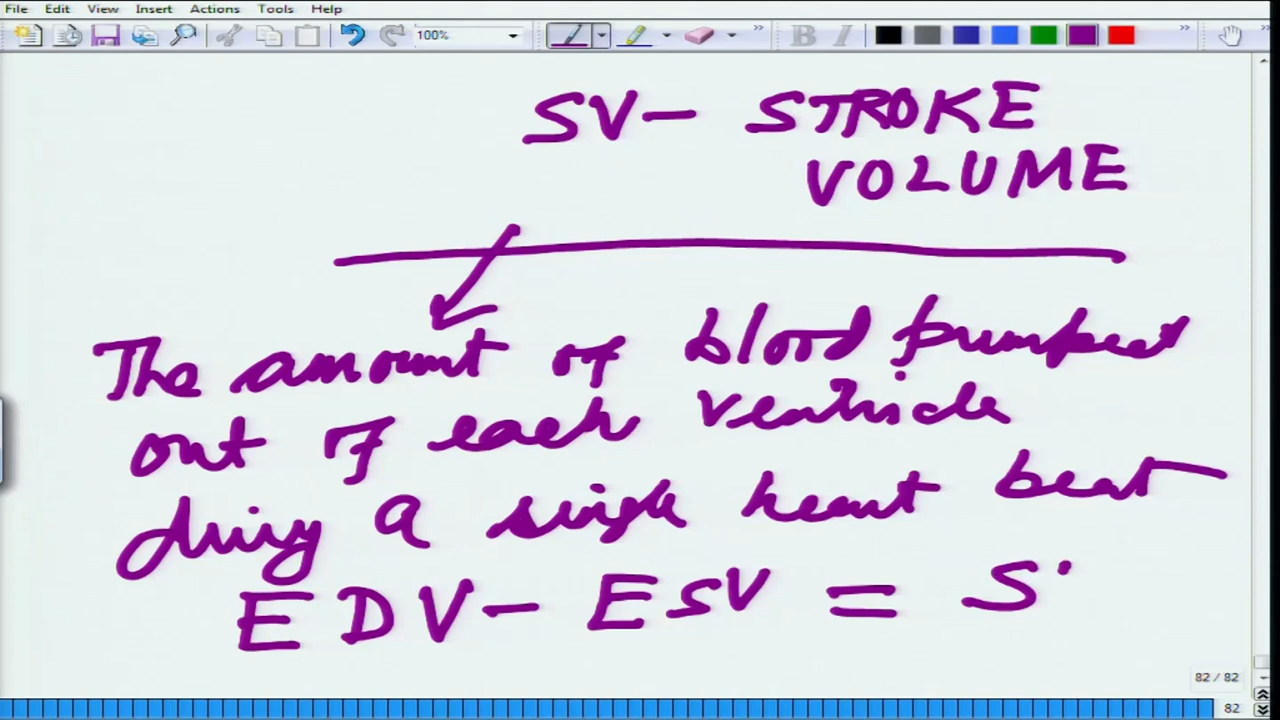 File Edit View Insert Actions Tools Help
100%
SV- STROKE
VOLUME
The amount of blood pumped
out of each ventricle
during a single heart beat
EDV- ESV = S
82 / 82
82